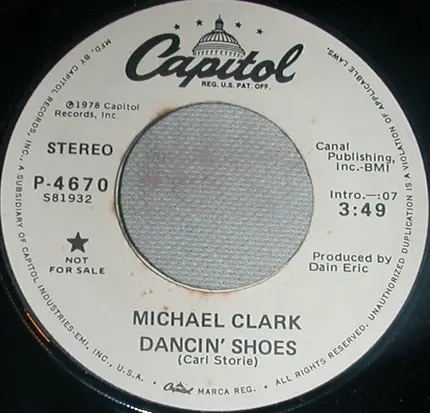 Capitol
REG. U.S. PAT. OFF.
℗1978 Capitol
Records, Inc.
STEREO
P-4670
S81932
★
NOT
FOR SALE
Canal
Publishing,
Inc.-BMI
Intro.—:07
3:49
Produced by
Dain Eric
MICHAEL CLARK
DANCIN' SHOES
(Carl Storie)
MFD. BY CAPITOL RECORDS, INC., A SUBSIDIARY OF CAPITOL INDUSTRIES-EMI, INC., U.S.A. • Capitol MARCA REG. • ALL RIGHTS RESERVED. UNAUTHORIZED DUPLICATION IS A VIOLATION OF APPLICABLE LAWS.